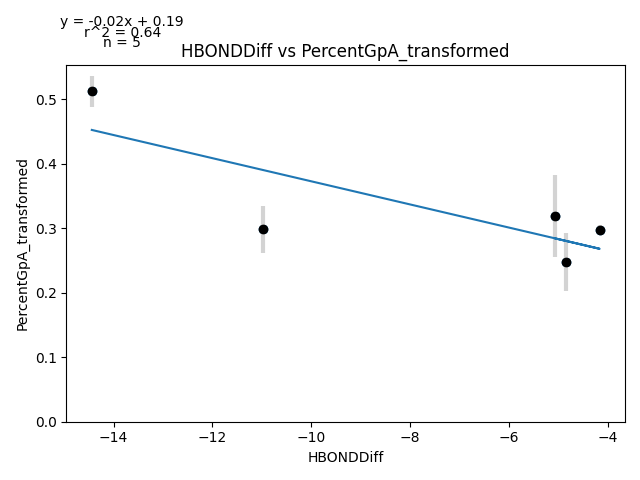 y = -0.02x + 0.19
r^2 = 0.64
n = 5
HBONDDiff vs PercentGpA_transformed
PercentGpA_transformed
0.5
0.4
0.3
0.2
0.1
0.0
−14
−12
−10
−8
−6
−4
HBONDDiff